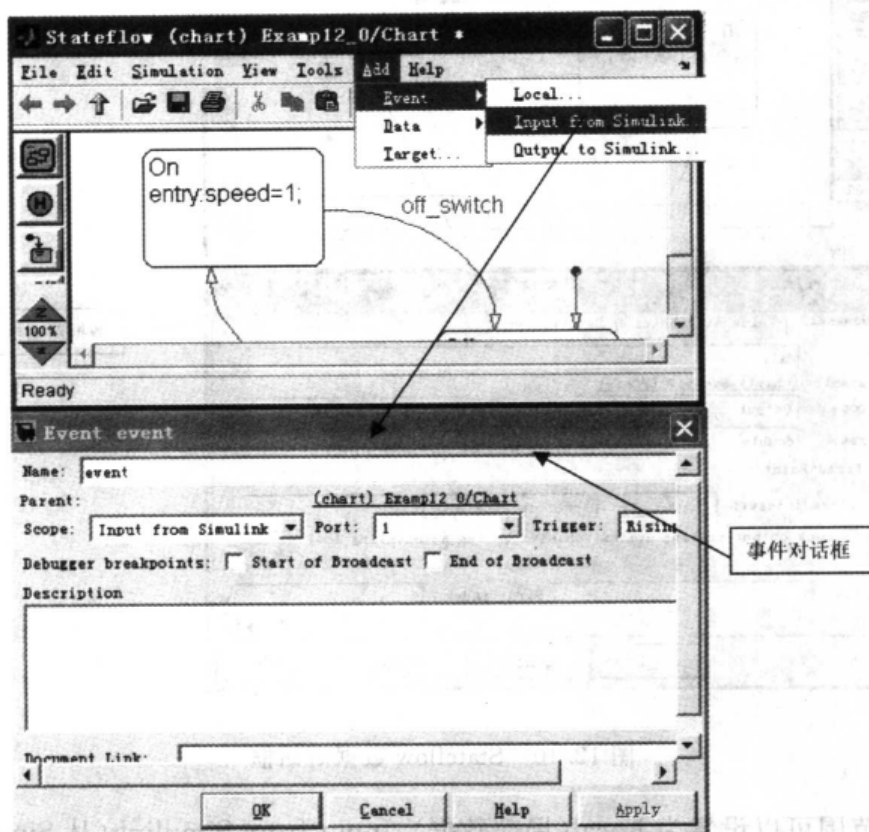 Stateflow (chart) Examp12_0/Chart *
File Edit Simulation View Tools Add Help
Event
Data
Target...
Local...
Input from Simulink...
Output to Simulink...
On
entry:speed=1;
off_switch
100%
Ready
Event event
Name: event
Parent: (chart) Examp12_0/Chart
Scope: Input from Simulink Port: 1 Trigger: Rising
Debugger breakpoints: Start of Broadcast End of Broadcast
Description
Document Link:
OK Cancel Help Apply
事件对话框